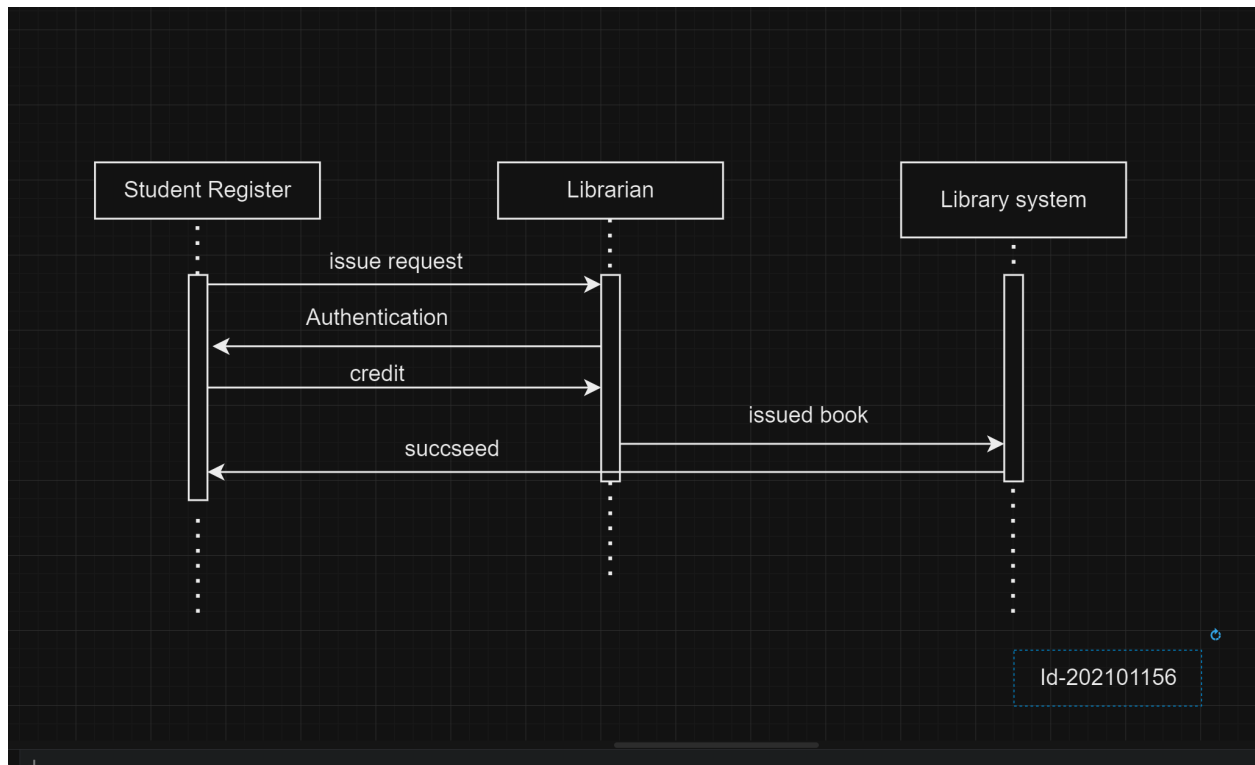 Student Register
Librarian
Library system
issue request
Authentication
credit
issued book
succseed
Id-202101156